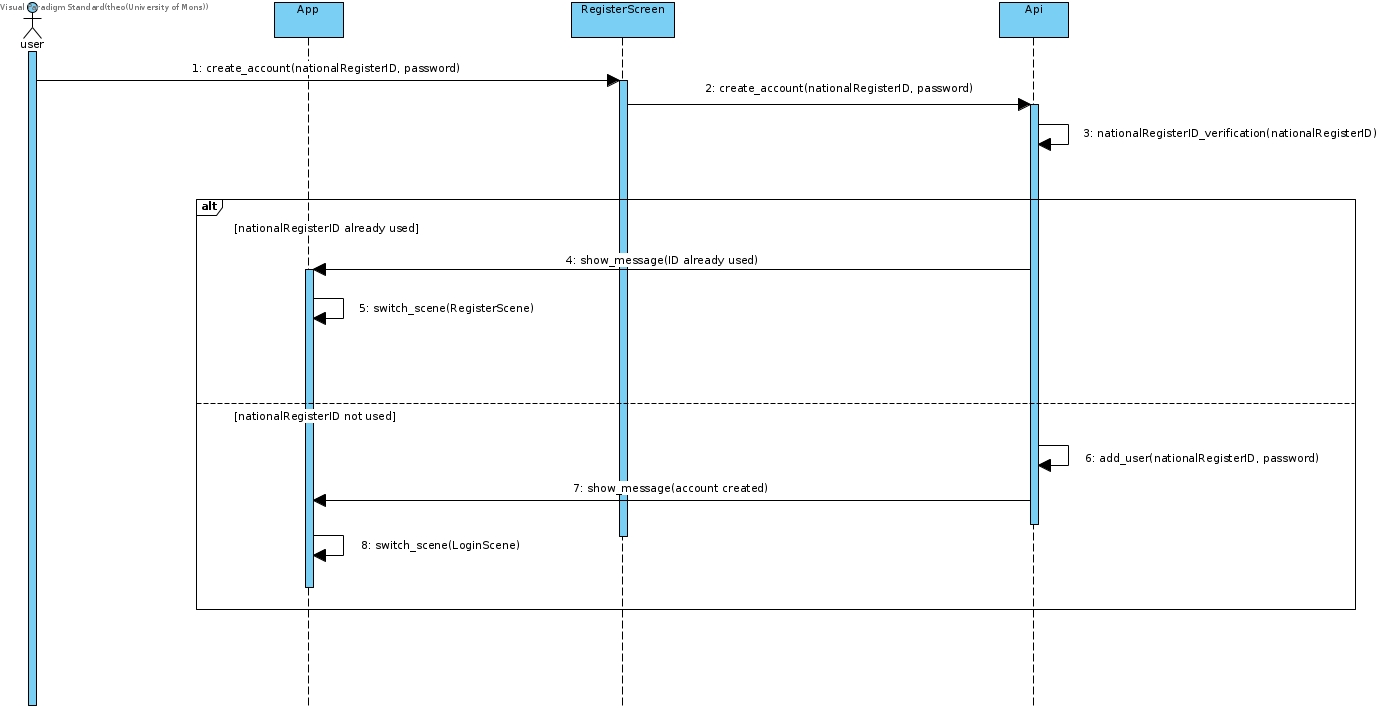 Visual Paradigm Standard(theo(University of Mons))
App
RegisterScreen
Api
user
1: create_account(nationalRegisterID, password)
2: create_account(nationalRegisterID, password)
3: nationalRegisterID_verification(nationalRegisterID)
alt
[nationalRegisterID already used]
4: show_message(ID already used)
5: switch_scene(RegisterScene)
[nationalRegisterID not used]
6: add_user(nationalRegisterID, password)
7: show_message(account created)
8: switch_scene(LoginScene)